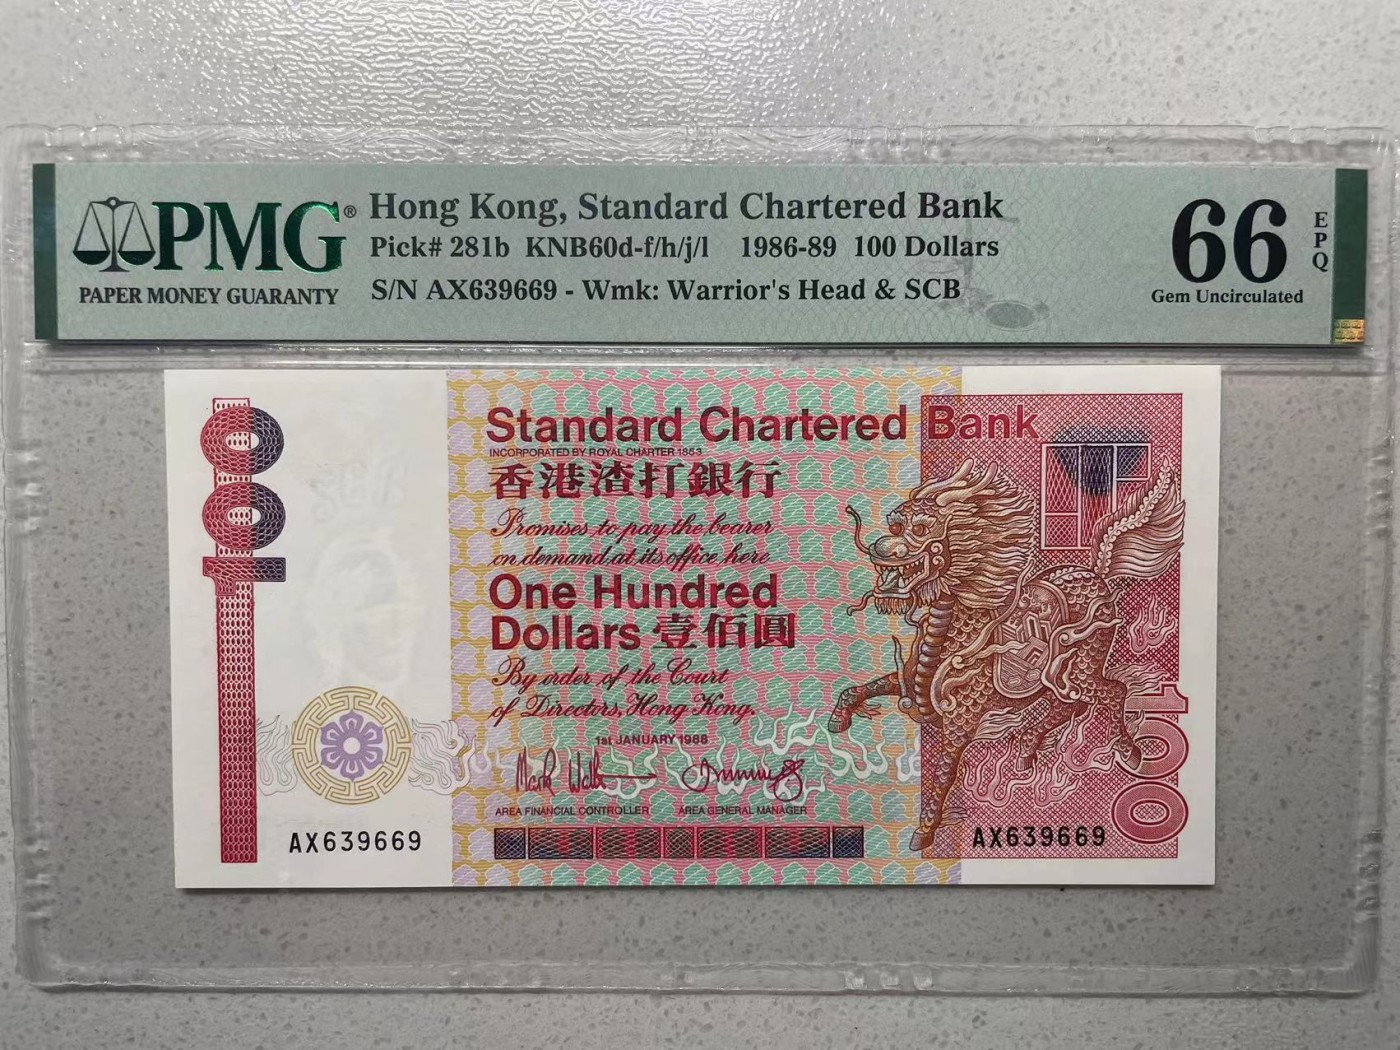 PMG®
PAPER MONEY GUARANTY
Hong Kong, Standard Chartered Bank
Pick# 281b KNB60d-f/h/j/l 1986-89 100 Dollars
S/N AX639669 - Wmk: Warrior's Head & SCB
66
EPQ
Gem Uncirculated
100
Standard Chartered Bank
INCORPORATED BY ROYAL CHARTER 1853
香港渣打銀行
Promises to pay the bearer
on demand at its office here
One Hundred
Dollars 壹佰圓
By order of the Court
of Directors, Hong Kong.
1st JANUARY 1988
AREA FINANCIAL CONTROLLER AREA GENERAL MANAGER
AX639669
AX639669
100